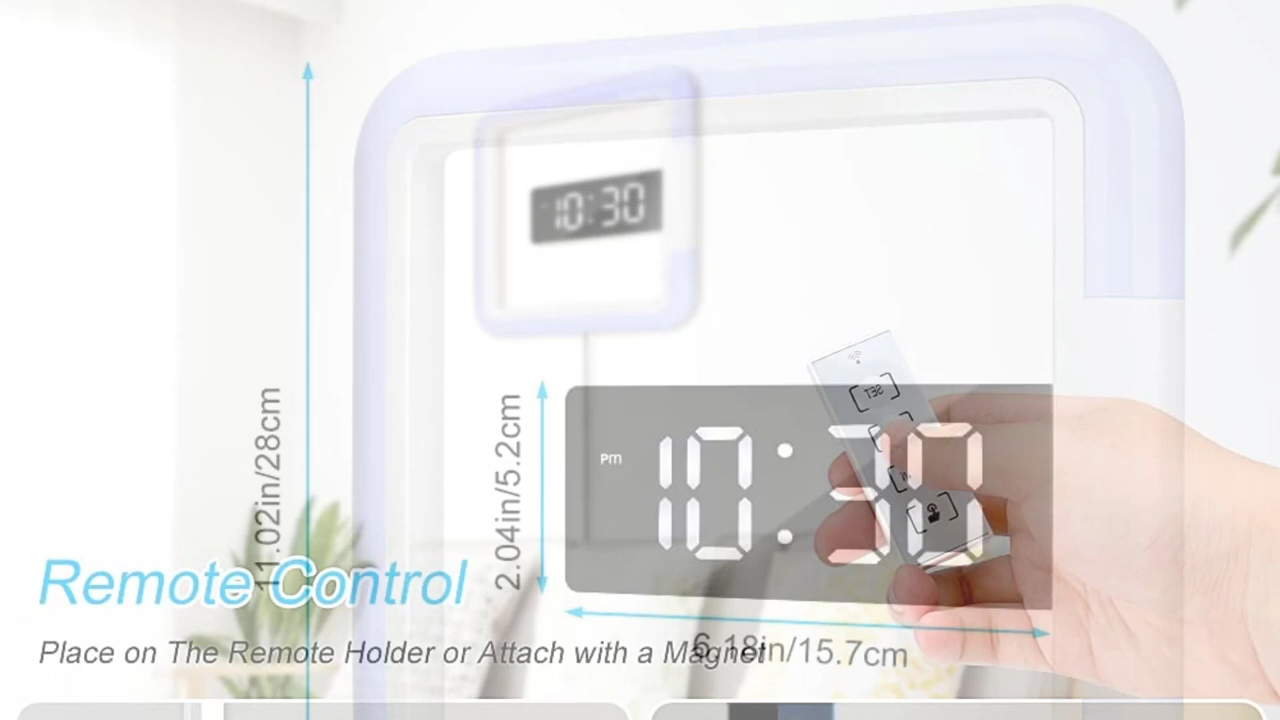 10:30
11.02in/28cm
2.04in/5.2cm
SET
PM 10:30
Remote Control
Place on The Remote Holder or Attach with a Magnet
6.18in/15.7cm